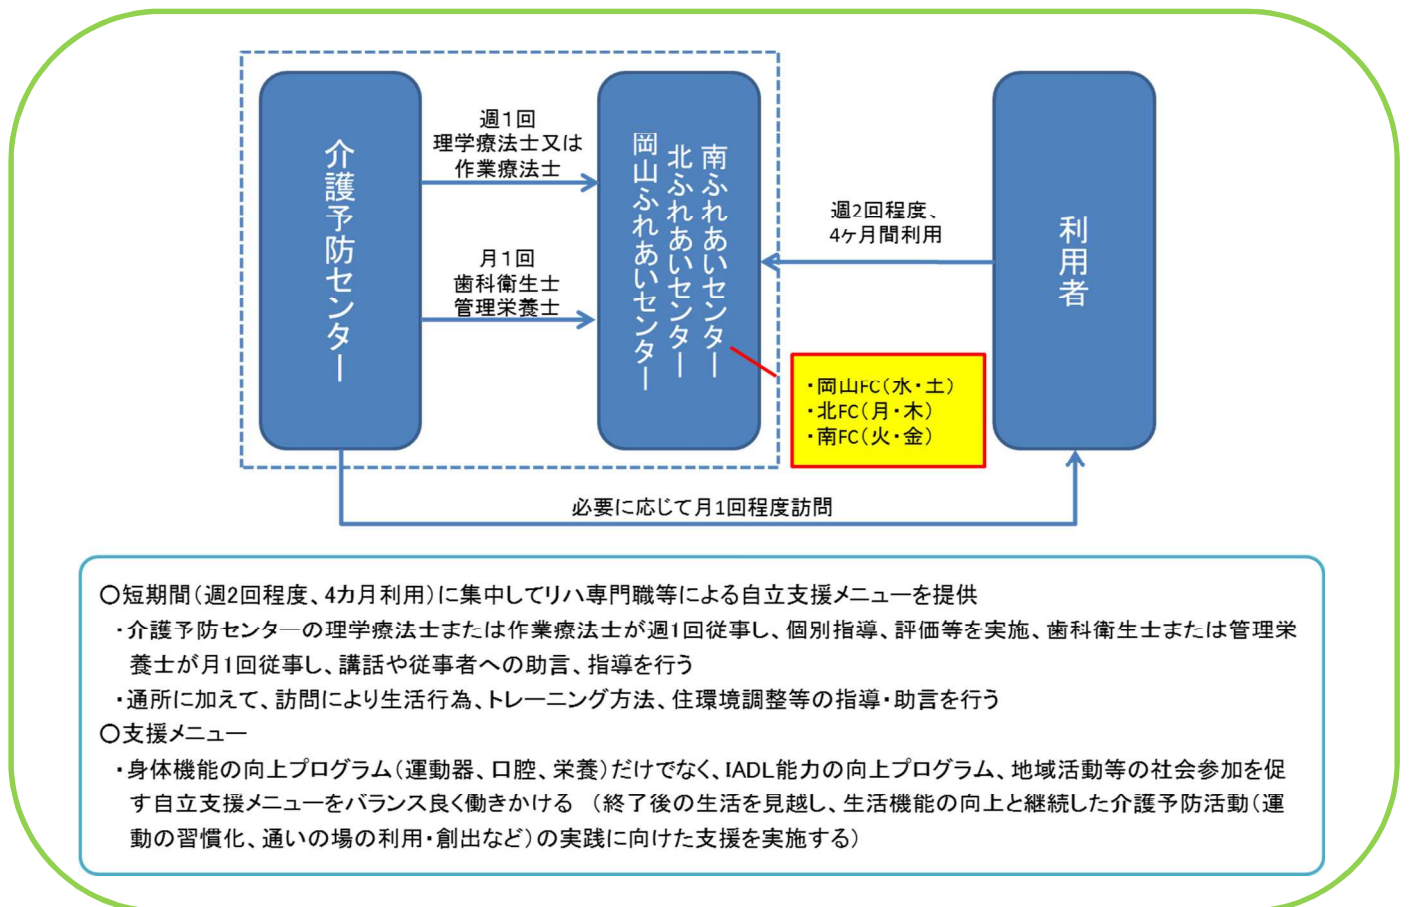 介護予防センター
週1回
理学療法士又は
作業療法士
月1回
歯科衛生士
管理栄養士
南ふれあいセンター
北ふれあいセンター
岡山ふれあいセンター
週2回程度、
4ヶ月間利用
利用者
・岡山FC(水・土)
・北FC(月・木)
・南FC(火・金)
必要に応じて月1回程度訪問
○短期間(週2回程度、4カ月利用)に集中してリハ専門職等による自立支援メニューを提供
・介護予防センターの理学療法士または作業療法士が週1回従事し、個別指導、評価等を実施、歯科衛生士または管理栄
養士が月1回従事し、講話や従事者への助言、指導を行う
・通所に加えて、訪問により生活行為、トレーニング方法、住環境調整等の指導・助言を行う
○支援メニュー
・身体機能の向上プログラム(運動器、口腔、栄養)だけでなく、IADL能力の向上プログラム、地域活動等の社会参加を促
す自立支援メニューをバランス良く働きかける (終了後の生活を見越し、生活機能の向上と継続した介護予防活動(運
動の習慣化、通いの場の利用・創出など)の実践に向けた支援を実施する)